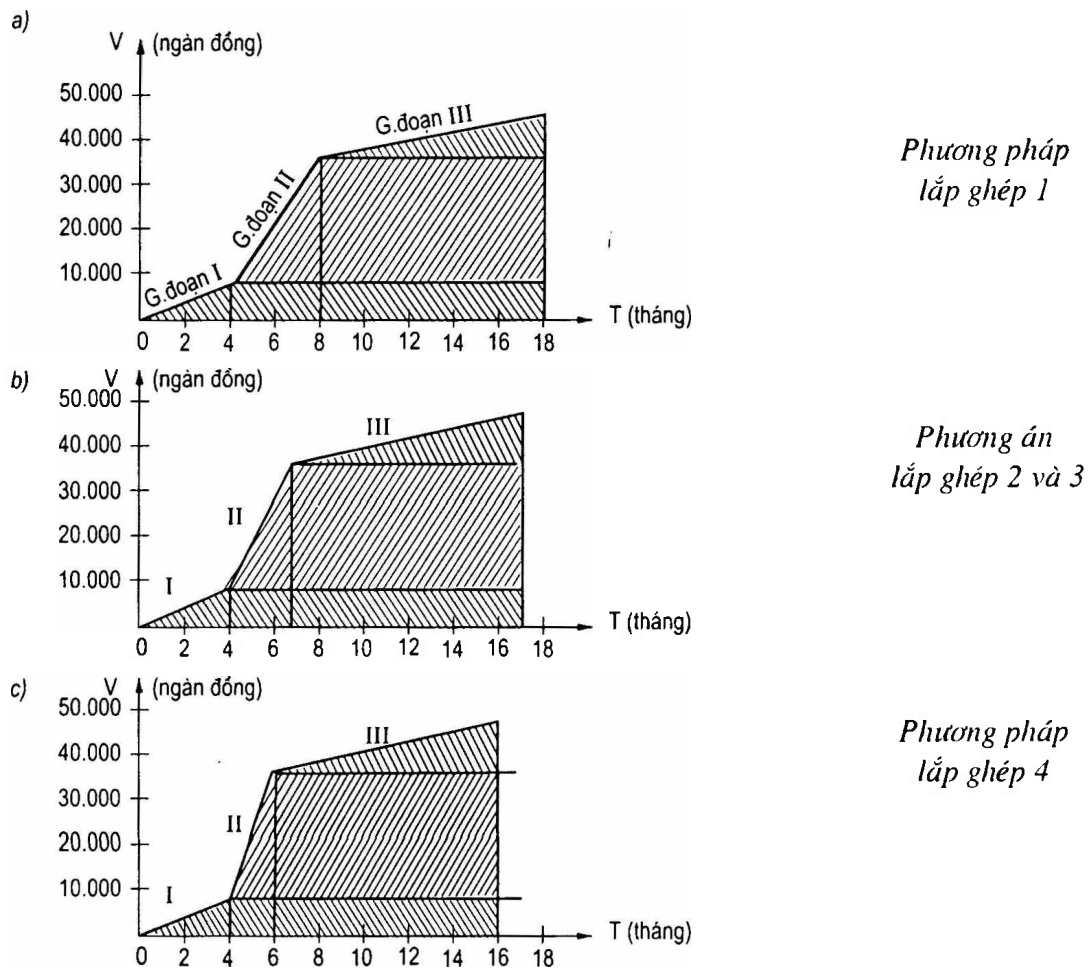 a)
V (ngàn đồng)
50.000
40.000
30.000
20.000
10.000
G.đoạn I
G.đoạn II
G.đoạn III
0 2 4 6 8 10 12 14 16 18
T (tháng)
Phương pháp
lắp ghép 1
b)
V (ngàn đồng)
50.000
40.000
30.000
20.000
10.000
I
II
III
0 2 4 6 8 10 12 14 16 18
T (tháng)
Phương án
lắp ghép 2 và 3
c)
V (ngàn đồng)
50.000
40.000
30.000
20.000
10.000
I
II
III
0 2 4 6 8 10 12 14 16 18
T (tháng)
Phương pháp
lắp ghép 4